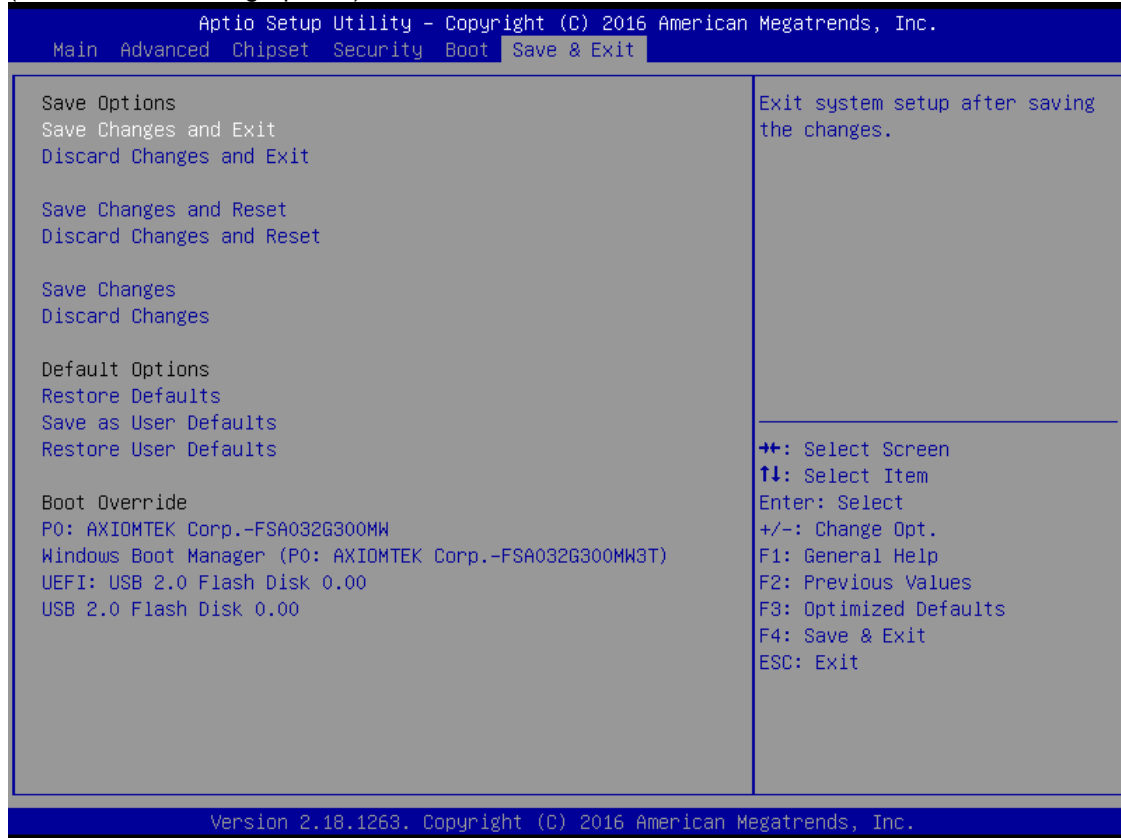 Aptio Setup Utility – Copyright (C) 2016 American Megatrends, Inc.
Main Advanced Chipset Security Boot Save & Exit
Save Options
Save Changes and Exit
Discard Changes and Exit
Save Changes and Reset
Discard Changes and Reset
Save Changes
Discard Changes
Default Options
Restore Defaults
Save as User Defaults
Restore User Defaults
Boot Override
P0: AXIOMTEK Corp.-FSA032G300MW
Windows Boot Manager (P0: AXIOMTEK Corp.-FSA032G300MW3T)
UEFI: USB 2.0 Flash Disk 0.00
USB 2.0 Flash Disk 0.00
Exit system setup after saving
the changes.
→←: Select Screen
↑↓: Select Item
Enter: Select
+/-: Change Opt.
F1: General Help
F2: Previous Values
F3: Optimized Defaults
F4: Save & Exit
ESC: Exit
Version 2.18.1263. Copyright (C) 2016 American Megatrends, Inc.